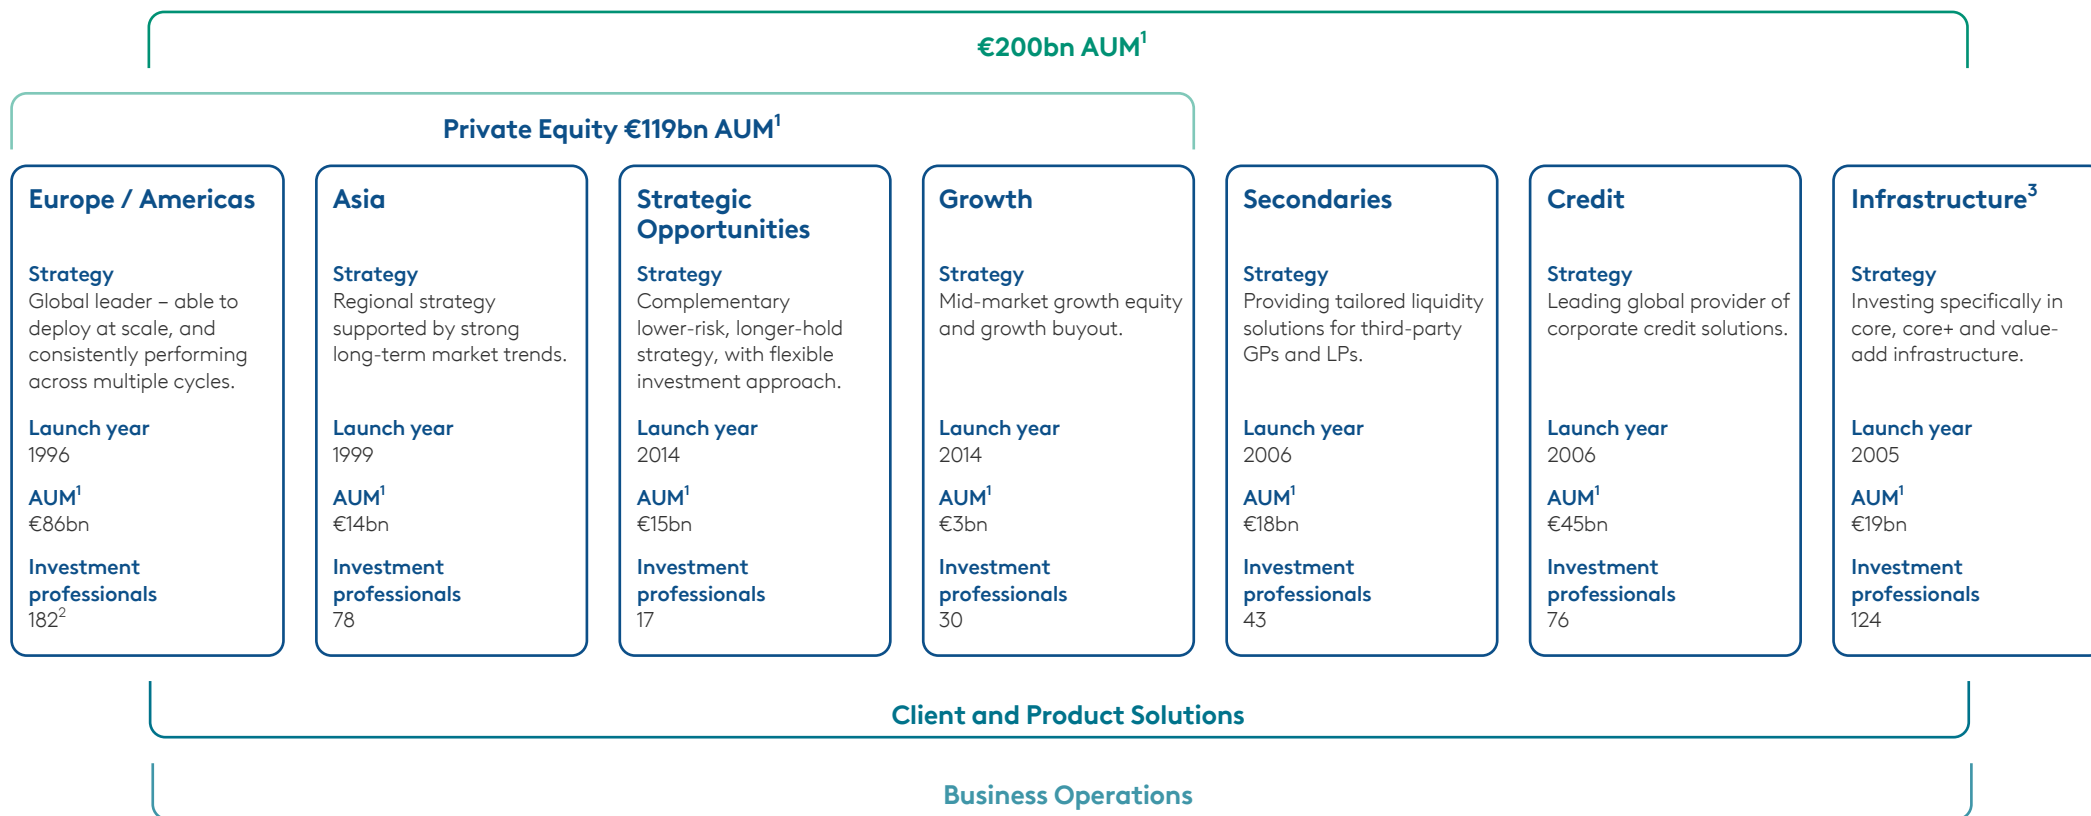 €200bn AUM¹
Private Equity €119bn AUM¹
Europe / Americas
Strategy
Global leader – able to
deploy at scale, and
consistently performing
across multiple cycles.
Launch year
1996
AUM¹
€86bn
Investment
professionals
182²
Asia
Strategy
Regional strategy
supported by strong
long-term market trends.
Launch year
1999
AUM¹
€14bn
Investment
professionals
78
Strategic
Opportunities
Strategy
Complementary
lower-risk, longer-hold
strategy, with flexible
investment approach.
Launch year
2014
AUM¹
€15bn
Investment
professionals
17
Growth
Strategy
Mid-market growth equity
and growth buyout.
Launch year
2014
AUM¹
€3bn
Investment
professionals
30
Secondaries
Strategy
Providing tailored liquidity
solutions for third-party
GPs and LPs.
Launch year
2006
AUM¹
€18bn
Investment
professionals
43
Credit
Strategy
Leading global provider of
corporate credit solutions.
Launch year
2006
AUM¹
€45bn
Investment
professionals
76
Infrastructure³
Strategy
Investing specifically in
core, core+ and value-
add infrastructure.
Launch year
2005
AUM¹
€19bn
Investment
professionals
124
Client and Product Solutions
Business Operations